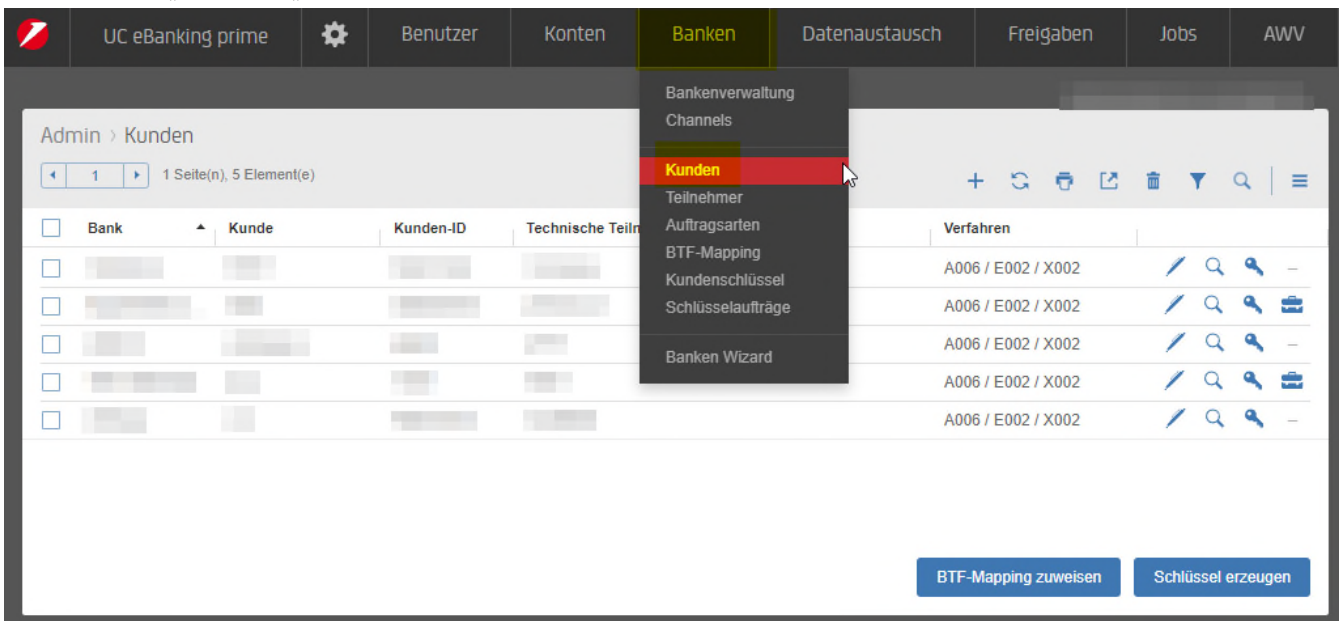 UC eBanking prime Benutzer Konten Banken Datenaustausch Freigaben Jobs AWV
Bankenverwaltung
Channels
Kunden
Teilnehmer
Auftragsarten
BTF-Mapping
Kundenschlüssel
Schlüsselaufträge
Banken Wizard
Admin > Kunden
1 1 Seite(n), 5 Element(e)
Bank Kunde Kunden-ID Technische Verfahren
A006 / E002 / X002 –
A006 / E002 / X002
A006 / E002 / X002 –
A006 / E002 / X002
A006 / E002 / X002 –
BTF-Mapping zuweisen Schlüssel erzeugen